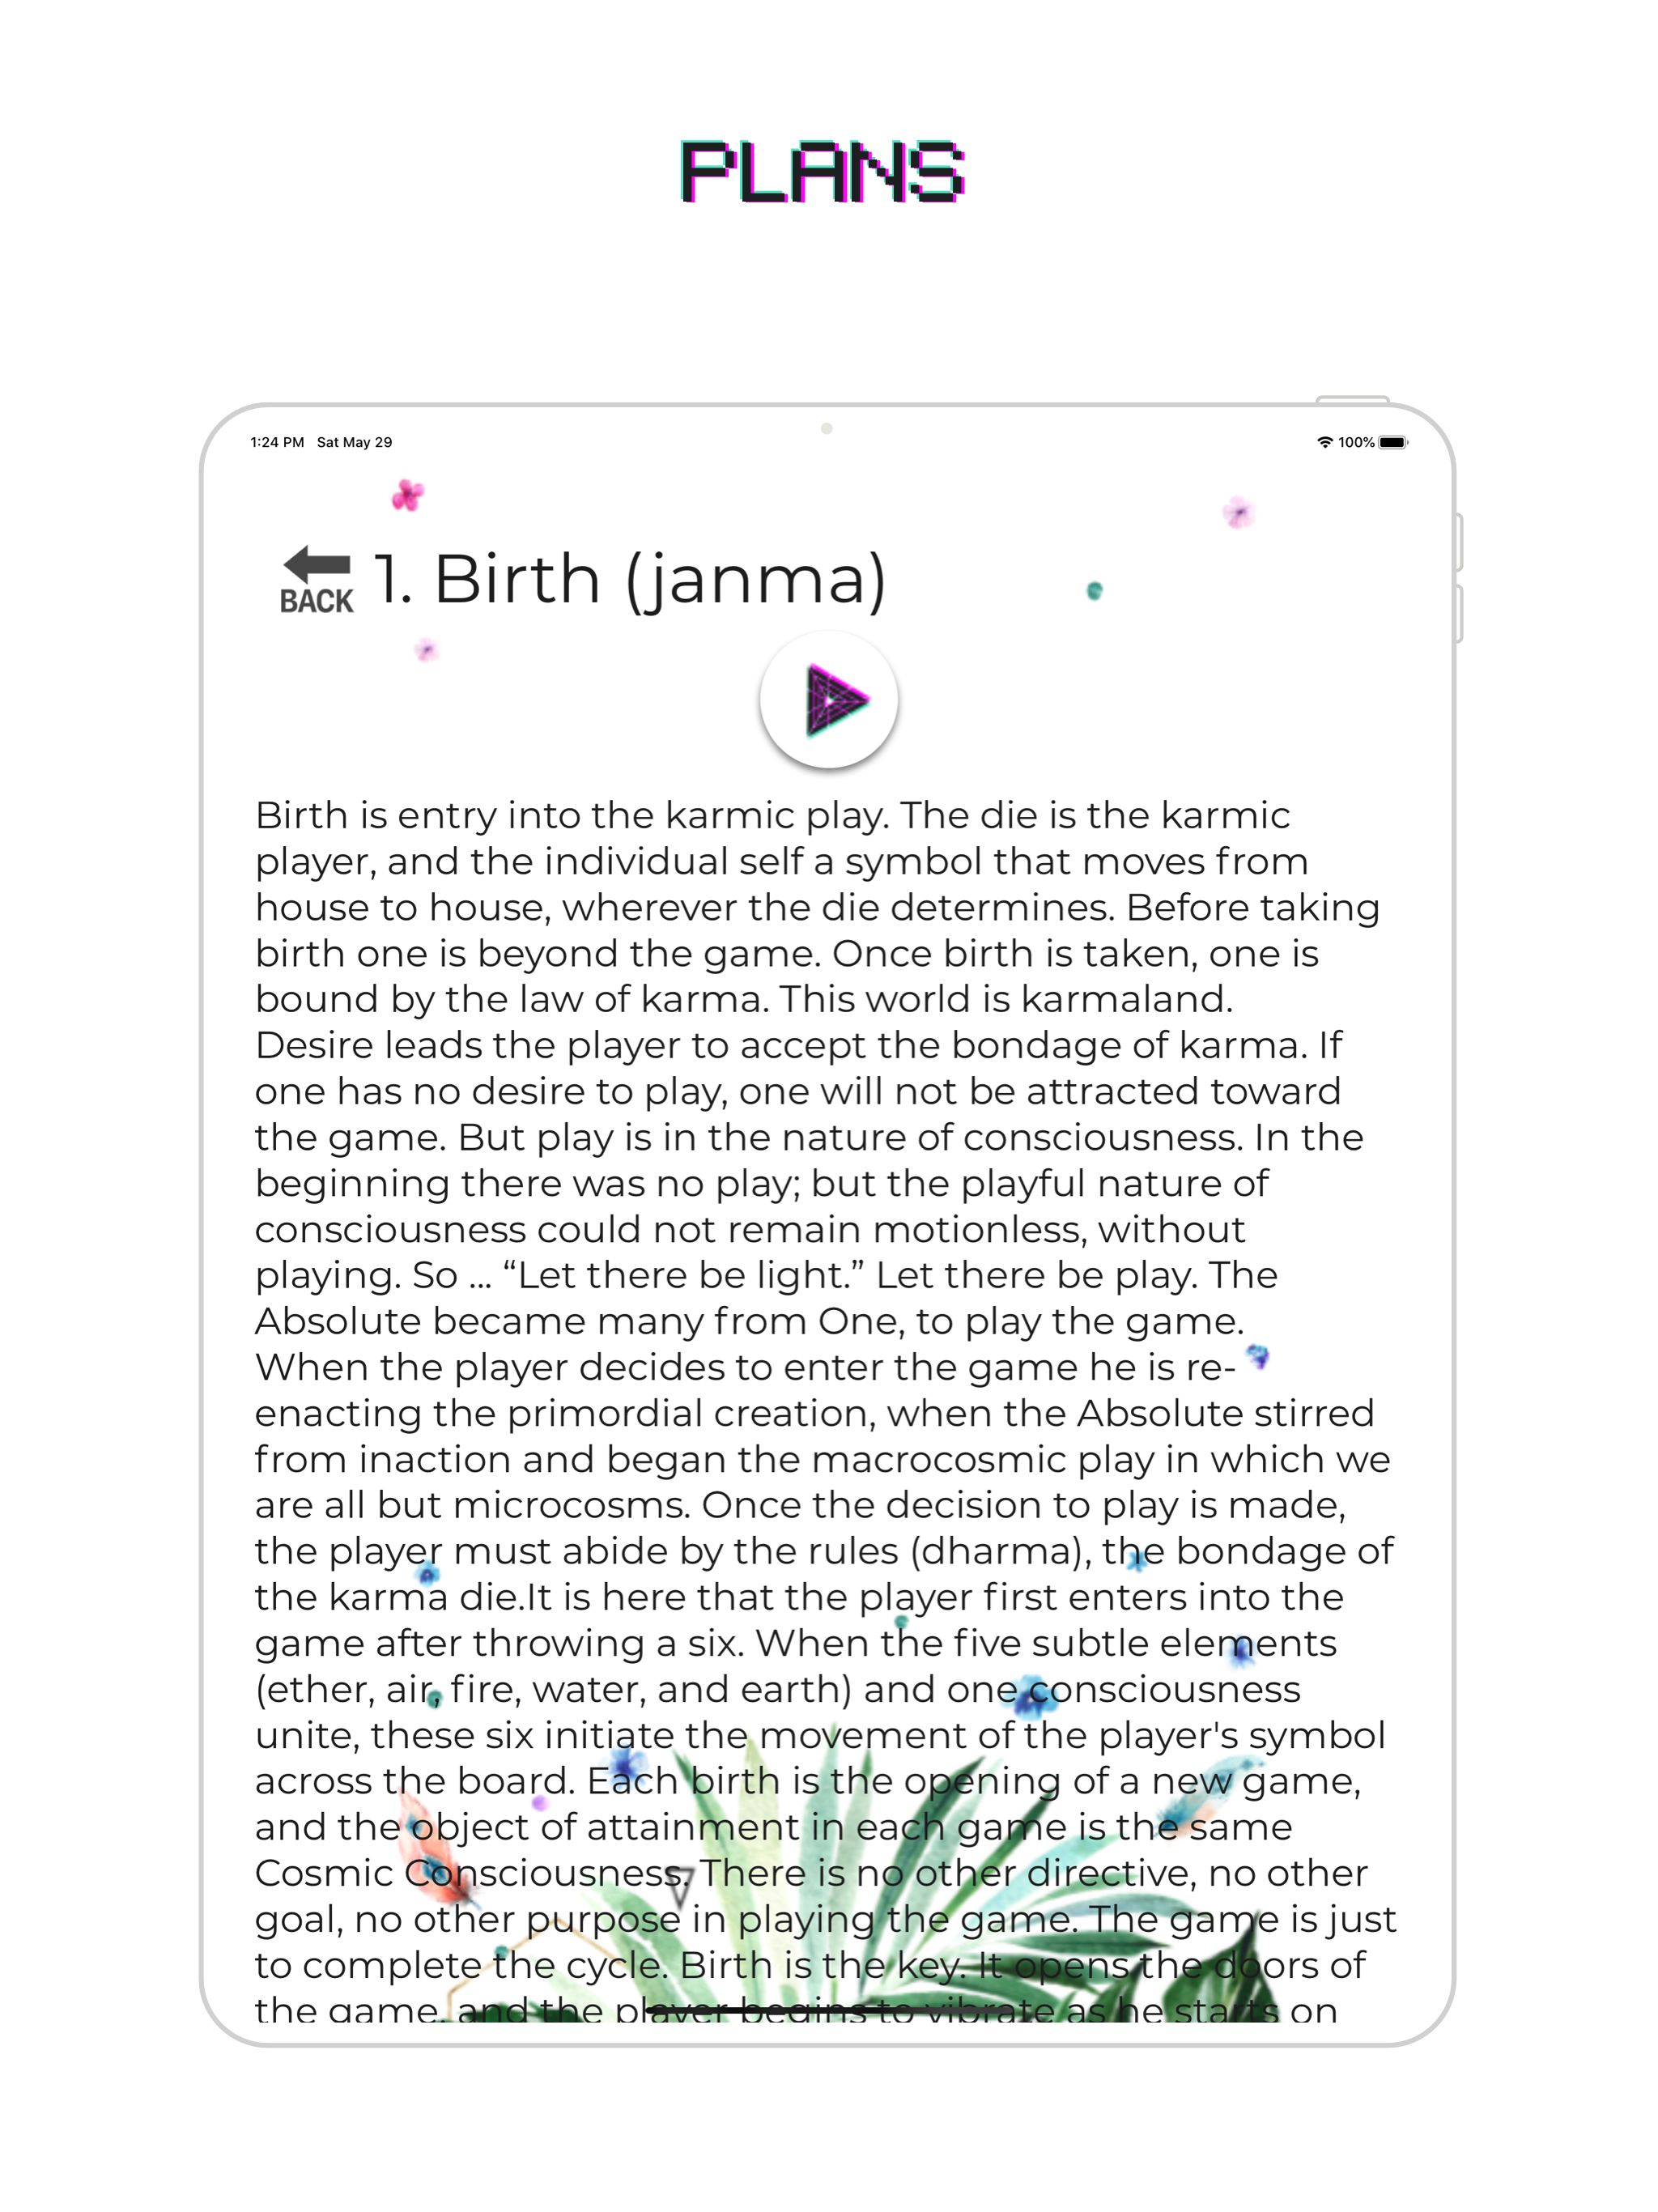 PLANS
1:24 PM Sat May 29
100%
BACK
1. Birth (janma)
Birth is entry into the karmic play. The die is the karmic
player, and the individual self a symbol that moves from
house to house, wherever the die determines. Before taking
birth one is beyond the game. Once birth is taken, one is
bound by the law of karma. This world is karmaland.
Desire leads the player to accept the bondage of karma. If
one has no desire to play, one will not be attracted toward
the game. But play is in the nature of consciousness. In the
beginning there was no play; but the playful nature of
consciousness could not remain motionless, without
playing. So ... “Let there be light.” Let there be play. The
Absolute became many from One, to play the game.
When the player decides to enter the game he is re-
enacting the primordial creation, when the Absolute stirred
from inaction and began the macrocosmic play in which we
are all but microcosms. Once the decision to play is made,
the player must abide by the rules (dharma), the bondage of
the karma die.It is here that the player first enters into the
game after throwing a six. When the five subtle elements
(ether, air, fire, water, and earth) and one consciousness
unite, these six initiate the movement of the player's symbol
across the board. Each birth is the opening of a new game,
and the object of attainment in each game is the same
Cosmic Consciousness. There is no other directive, no other
goal, no other purpose in playing the game. The game is just
to complete the cycle. Birth is the key. It opens the doors of
the game, and the player begins to vibrate as he starts on